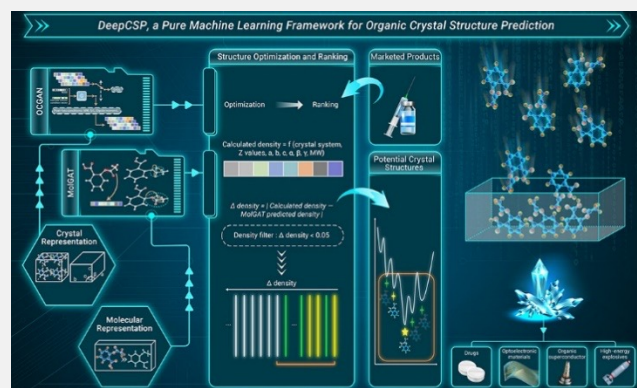 DeepCSP, a Pure Machine Learning Framework for Organic Crystal Structure Prediction
OCGAN
MolGAT
Crystal
Representation
Molecular
Representation
Structure Optimization and Ranking
Optimization
Ranking
Calculated density = f (crystal system,
Z values, a, b, c, α, β, γ, MW)
Δ density = | Calculated density –
MolGAT predicted density |
Density filter : Δ density < 0.05
Δ density
Marketed Products
Potential Crystal
Structures
Drugs
Optoelectronic
materials
Organic
superconductor
High-energy
explosives